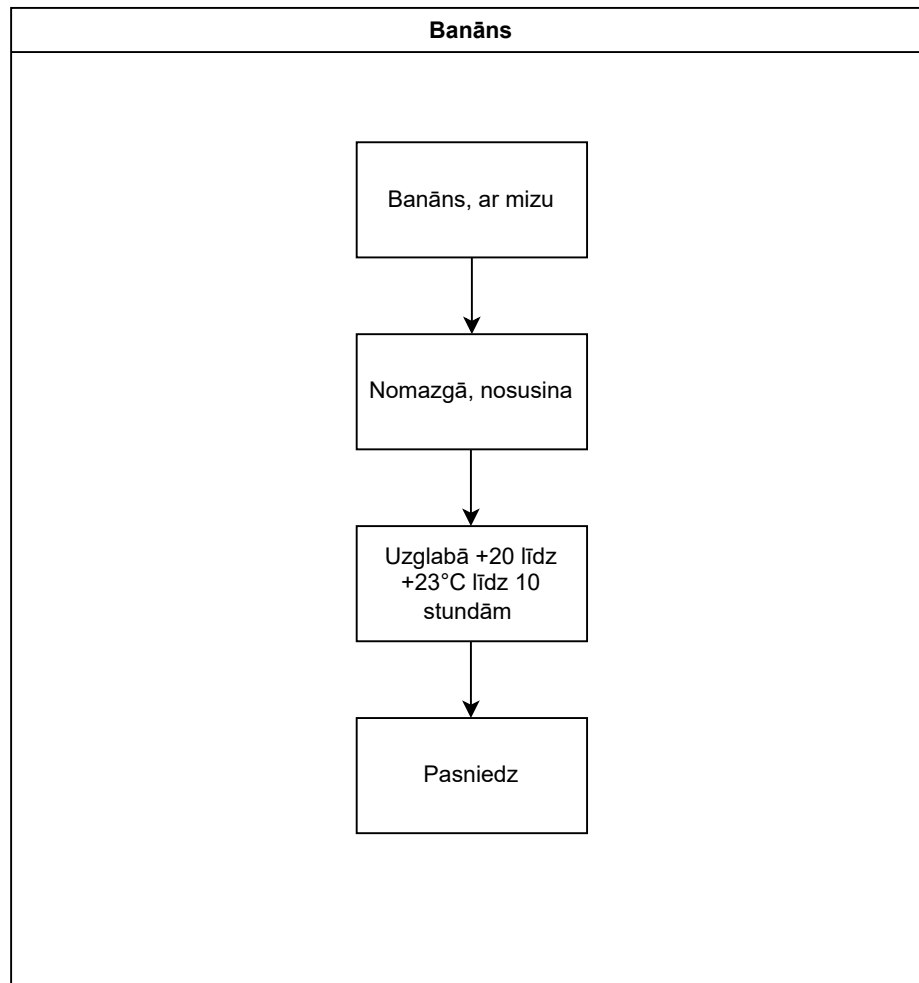 Banāns
Banāns, ar mizu
Nomazgā, nosusina
Uzglabā +20 līdz
+23°C līdz 10
stundām
Pasniedz